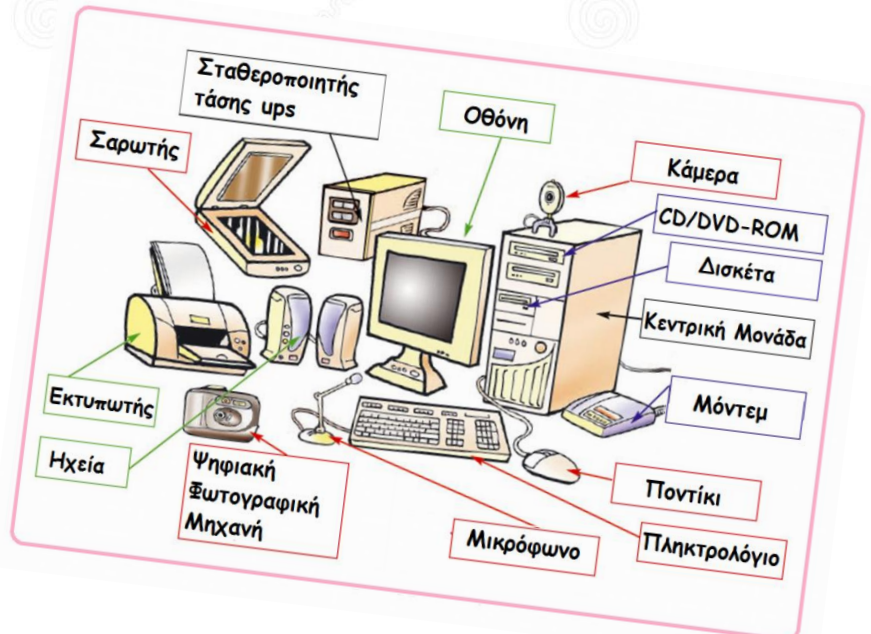 Σταθεροποιητής
τάσης ups
Οθόνη
Σαρωτής
Κάμερα
CD/DVD-ROM
Δισκέτα
Κεντρική Μονάδα
Εκτυπωτής
Μόντεμ
Ηχεία
Ψηφιακή
Φωτογραφική
Μηχανή
Ποντίκι
Μικρόφωνο
Πληκτρολόγιο